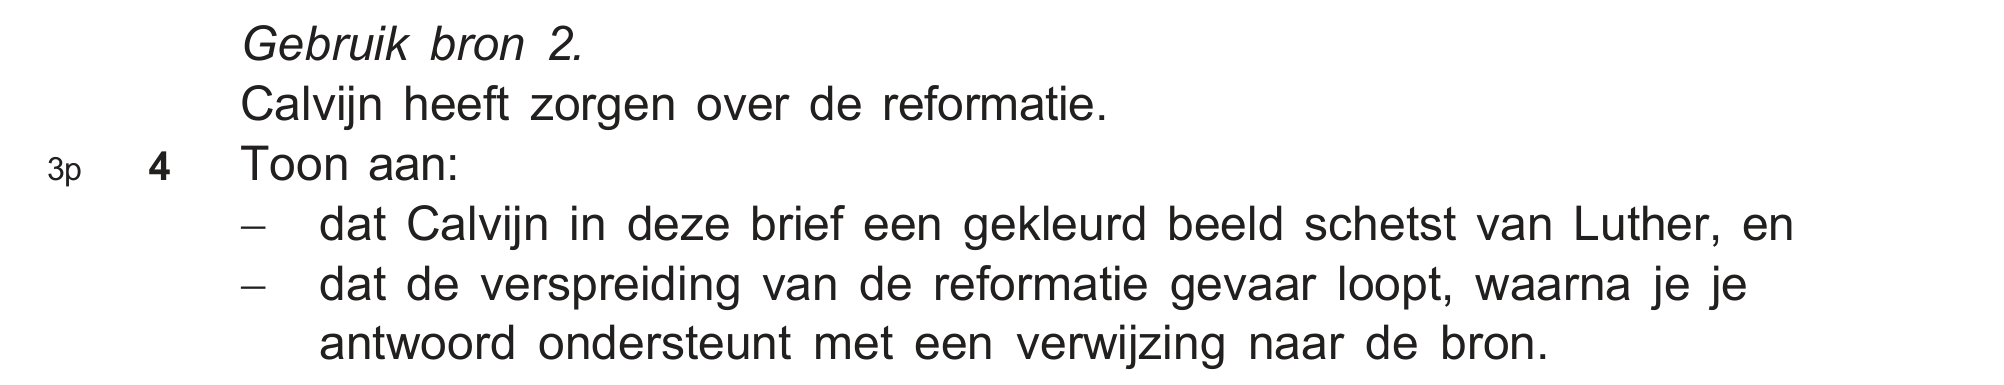 Gebruik bron 2.
Calvijn heeft zorgen over de reformatie.
3p 4 Toon aan:
– dat Calvijn in deze brief een gekleurd beeld schetst van Luther, en
– dat de verspreiding van de reformatie gevaar loopt, waarna je je
antwoord ondersteunt met een verwijzing naar de bron.